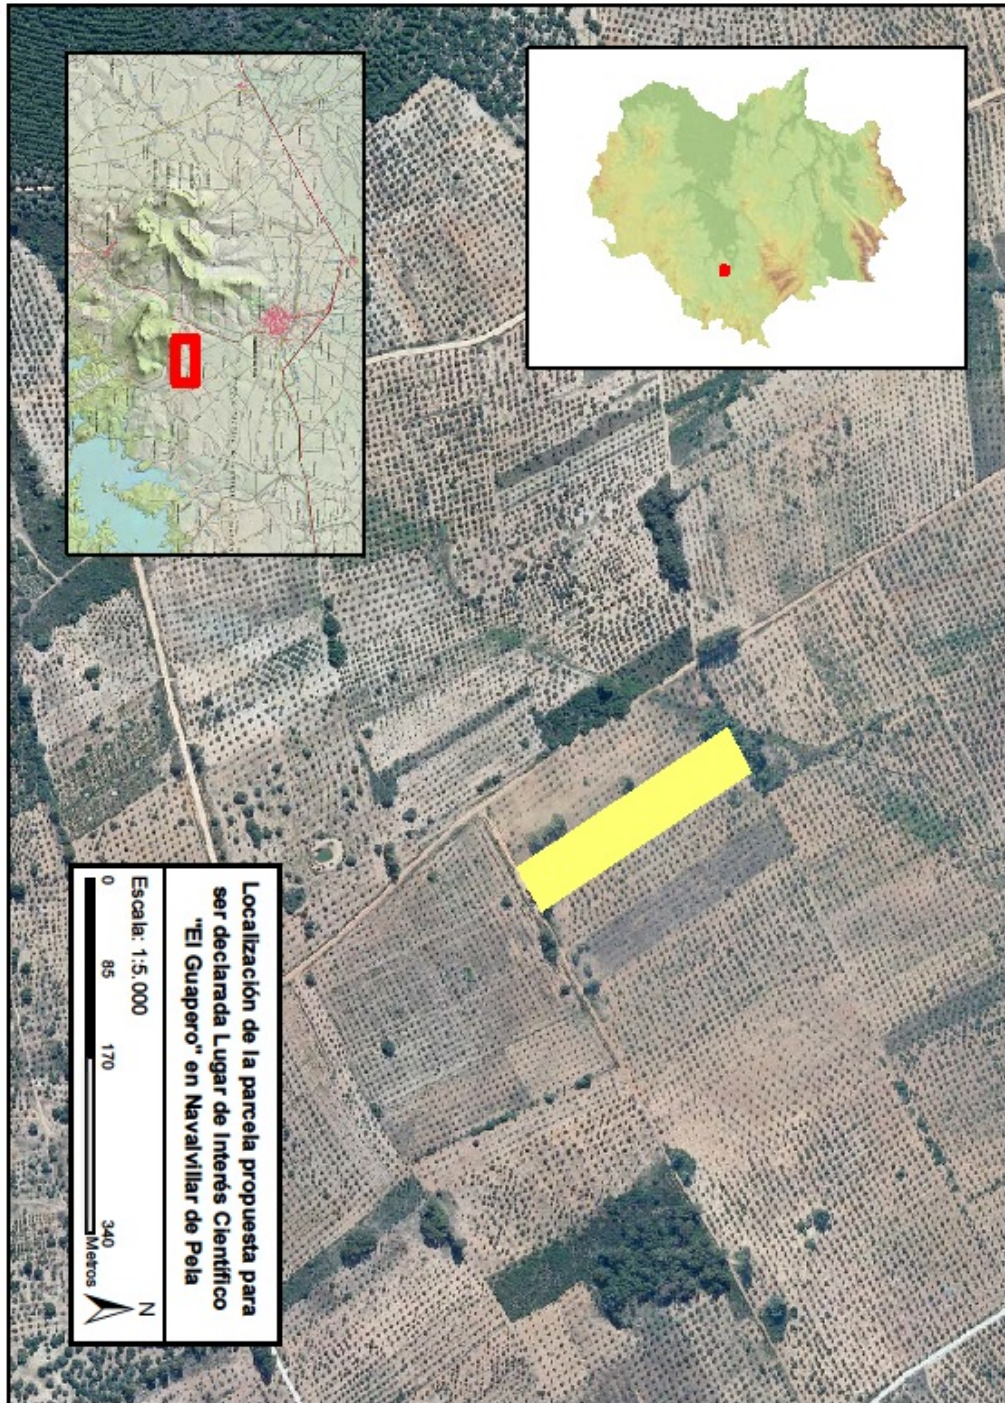 Localización de la parcela propuesta para
ser declarada Lugar de Interés Científico
"El Guapero" en Navalvillar de Pela
Escala: 1:5.000
0 85 170 340
Metros
N